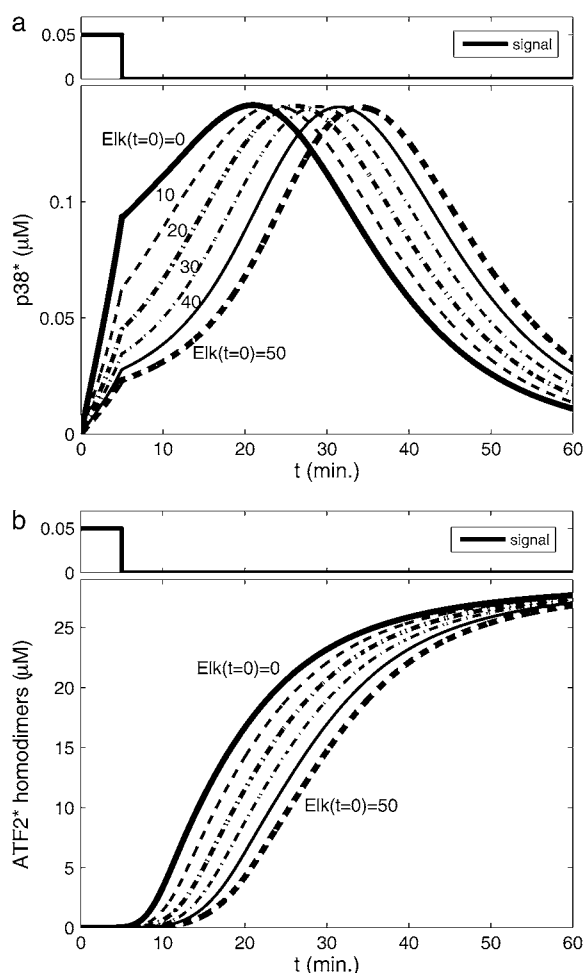 a
0.05
0
signal
0.1
0.05
0
p38* (μM)
Elk(t=0)=0
10
20
30
40
Elk(t=0)=50
0 10 20 30 40 50 60
t (min.)
b
0.05
0
signal
25
20
15
10
5
0
ATF2* homodimers (μM)
Elk(t=0)=0
Elk(t=0)=50
0 10 20 30 40 50 60
t (min.)